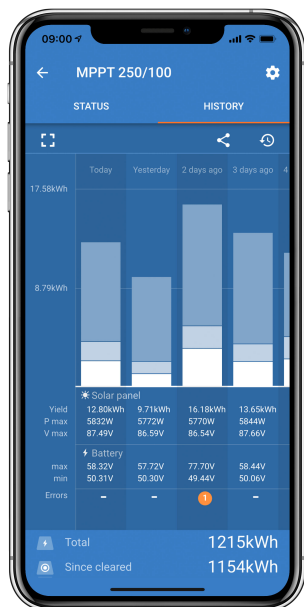 09:00
MPPT 250/100
STATUS HISTORY
Today Yesterday 2 days ago 3 days ago 4
17.58kWh
8.79kWh
Solar panel
Yield 12.80kWh 9.71kWh 16.18kWh 13.65kWh
P max 5832W 5772W 5770W 5844W
V max 87.49V 86.59V 86.54V 87.66V
Battery
max 58.32V 57.72V 77.70V 58.44V
min 50.31V 50.30V 49.44V 50.06V
Errors – – 1 –
Total 1215kWh
Since cleared 1154kWh